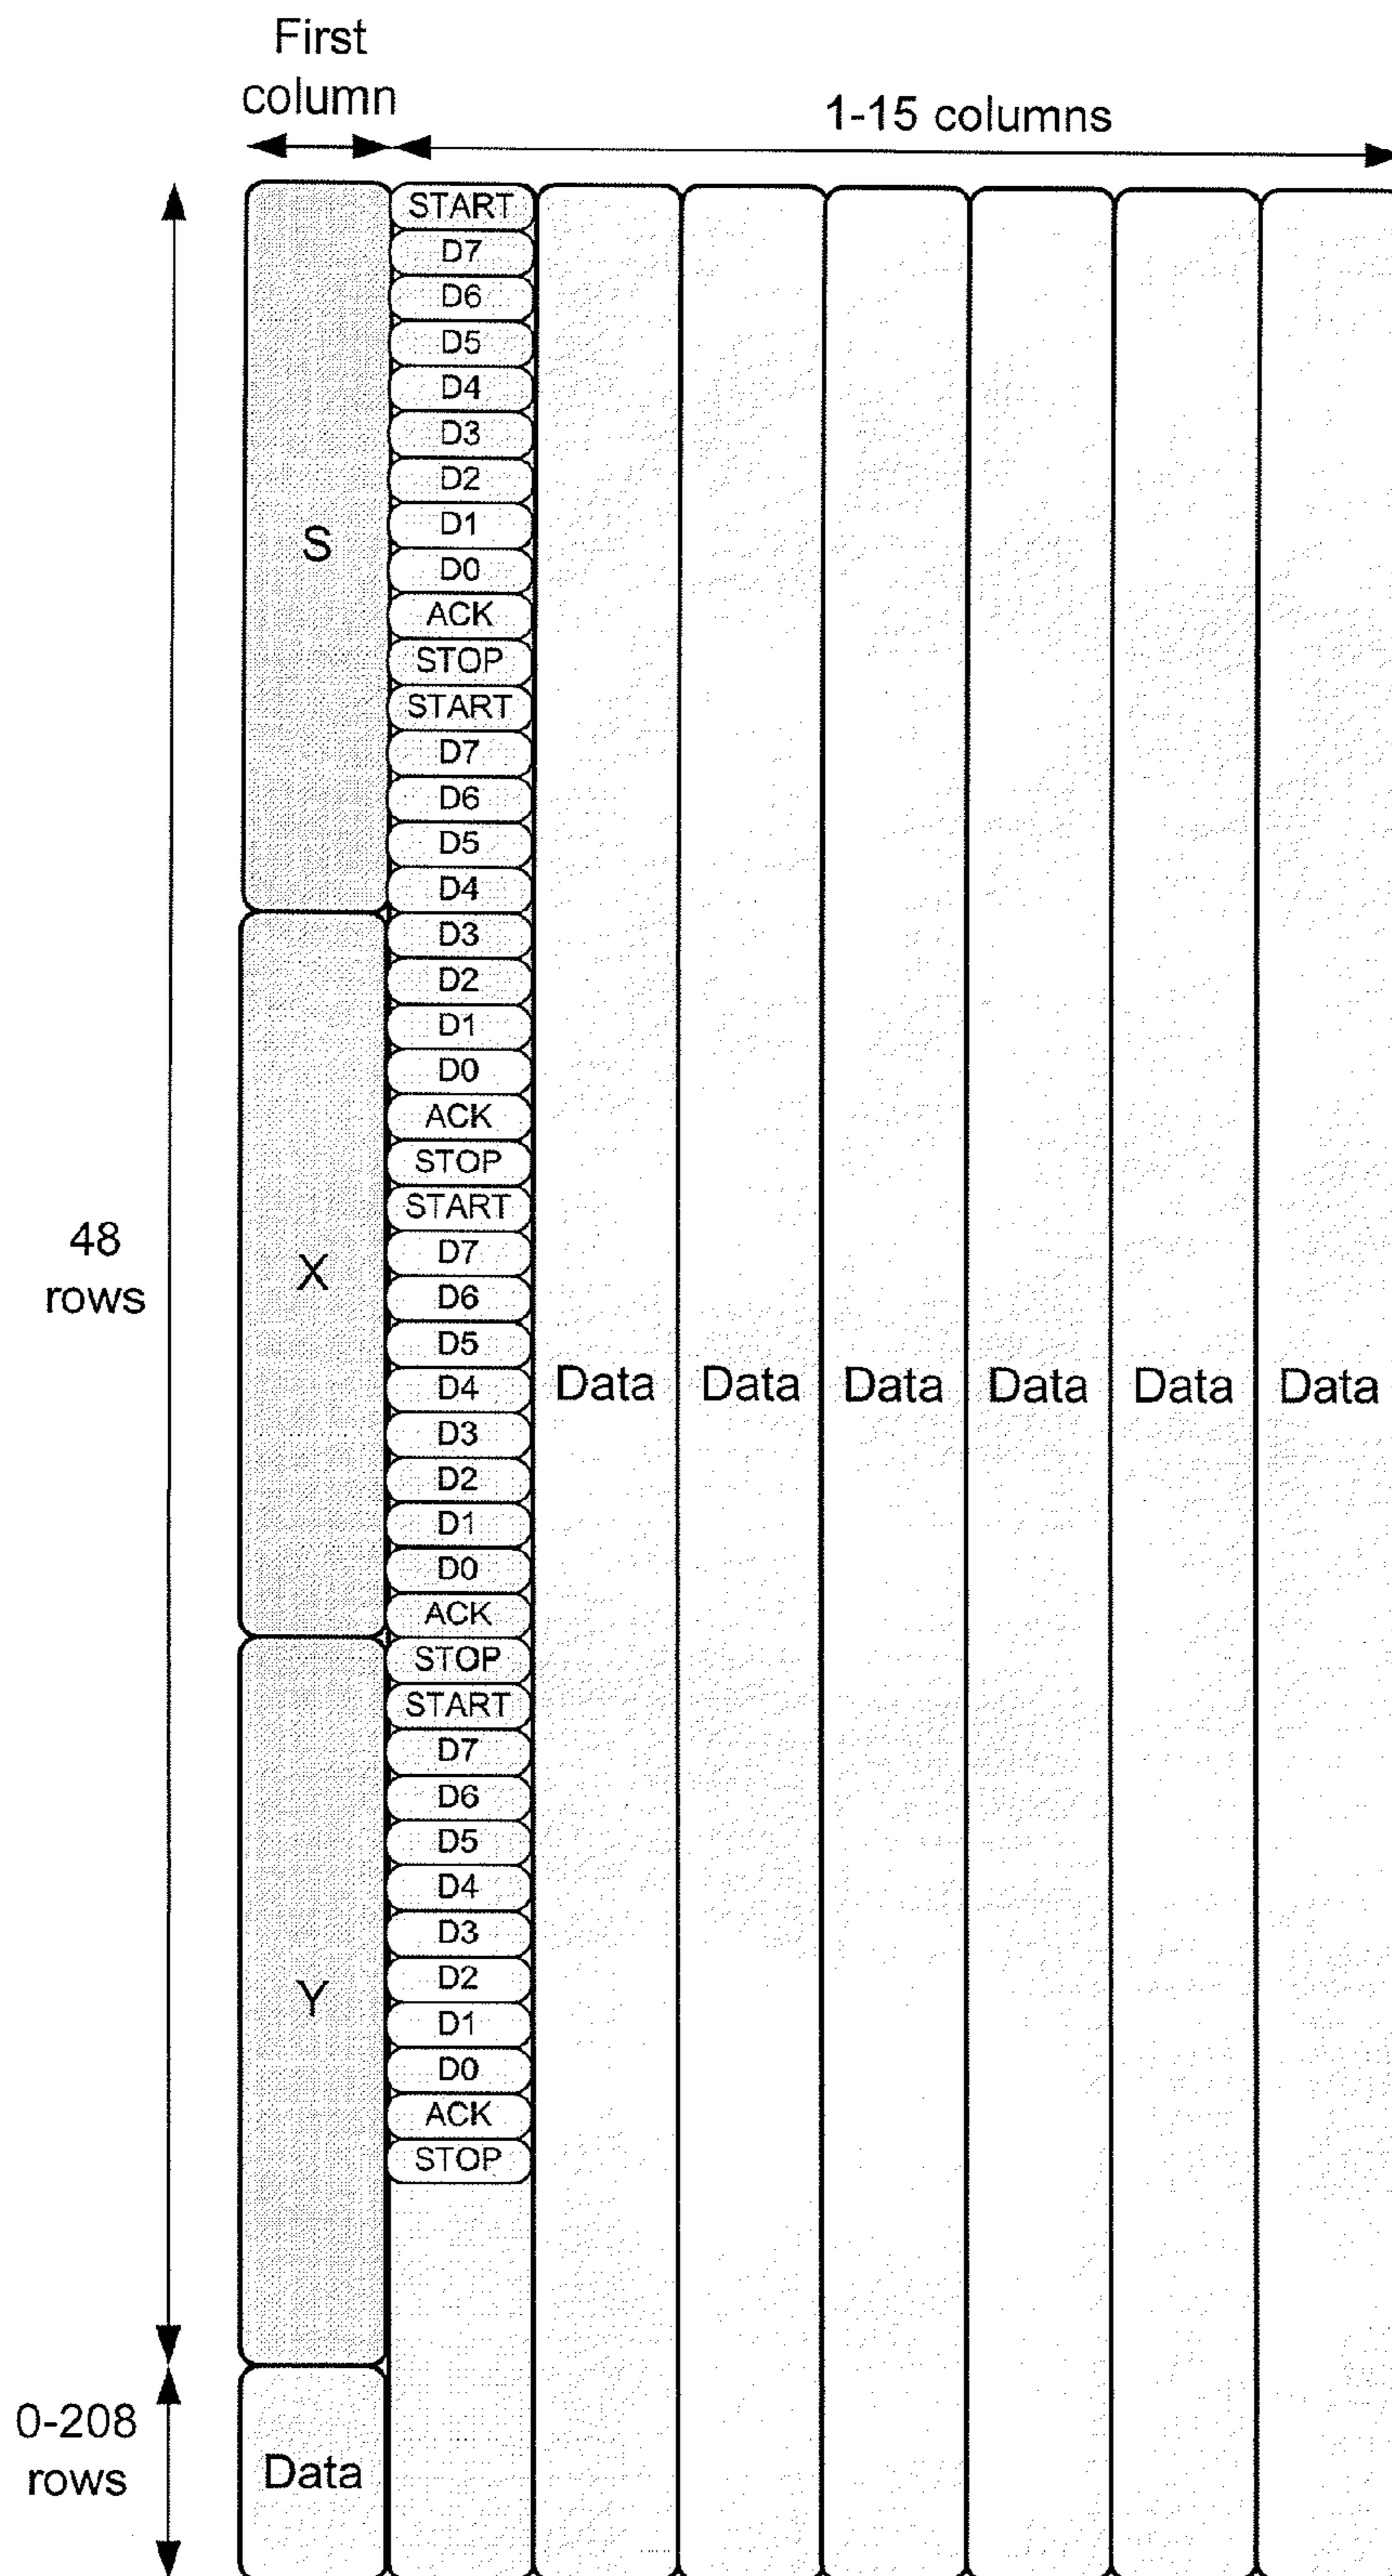 First
column
1-15 columns
START
D7
D6
D5
D4
D3
D2
D1
D0
ACK
STOP
START
D7
D6
D5
D4
D3
D2
D1
D0
ACK
STOP
START
D7
D6
D5
D4
D3
D2
D1
D0
ACK
STOP
START
D7
D6
D5
D4
D3
D2
D1
D0
ACK
STOP
S
X
Y
48
rows
Data Data Data Data Data Data
0-208
rows
Data